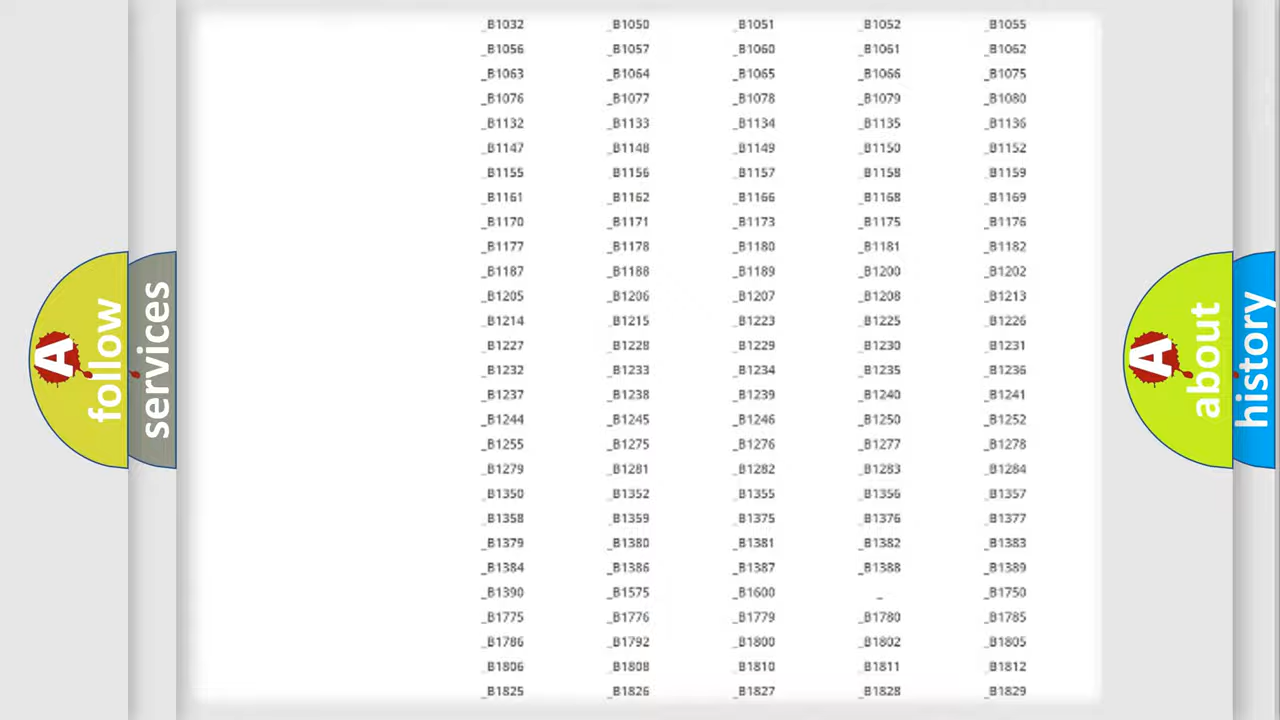 _B1032 _B1050 _B1051 _B1052 _B1055
_B1056 _B1057 _B1060 _B1061 _B1062
_B1063 _B1064 _B1065 _B1066 _B1075
_B1076 _B1077 _B1078 _B1079 _B1080
_B1132 _B1133 _B1134 _B1135 _B1136
_B1147 _B1148 _B1149 _B1150 _B1152
_B1155 _B1156 _B1157 _B1158 _B1159
_B1161 _B1162 _B1166 _B1168 _B1169
_B1170 _B1171 _B1173 _B1175 _B1176
_B1177 _B1178 _B1180 _B1181 _B1182
_B1187 _B1188 _B1189 _B1200 _B1202
_B1205 _B1206 _B1207 _B1208 _B1213
_B1214 _B1215 _B1223 _B1225 _B1226
_B1227 _B1228 _B1229 _B1230 _B1231
_B1232 _B1233 _B1234 _B1235 _B1236
_B1237 _B1238 _B1239 _B1240 _B1241
_B1244 _B1245 _B1246 _B1250 _B1252
_B1255 _B1275 _B1276 _B1277 _B1278
_B1279 _B1281 _B1282 _B1283 _B1284
_B1350 _B1352 _B1355 _B1356 _B1357
_B1358 _B1359 _B1375 _B1376 _B1377
_B1379 _B1380 _B1381 _B1382 _B1383
_B1384 _B1386 _B1387 _B1388 _B1389
_B1390 _B1575 _B1600 _ _B1750
_B1775 _B1776 _B1779 _B1780 _B1785
_B1786 _B1792 _B1800 _B1802 _B1805
_B1806 _B1808 _B1810 _B1811 _B1812
_B1825 _B1826 _B1827 _B1828 _B1829
A
follow
services
A
about
history